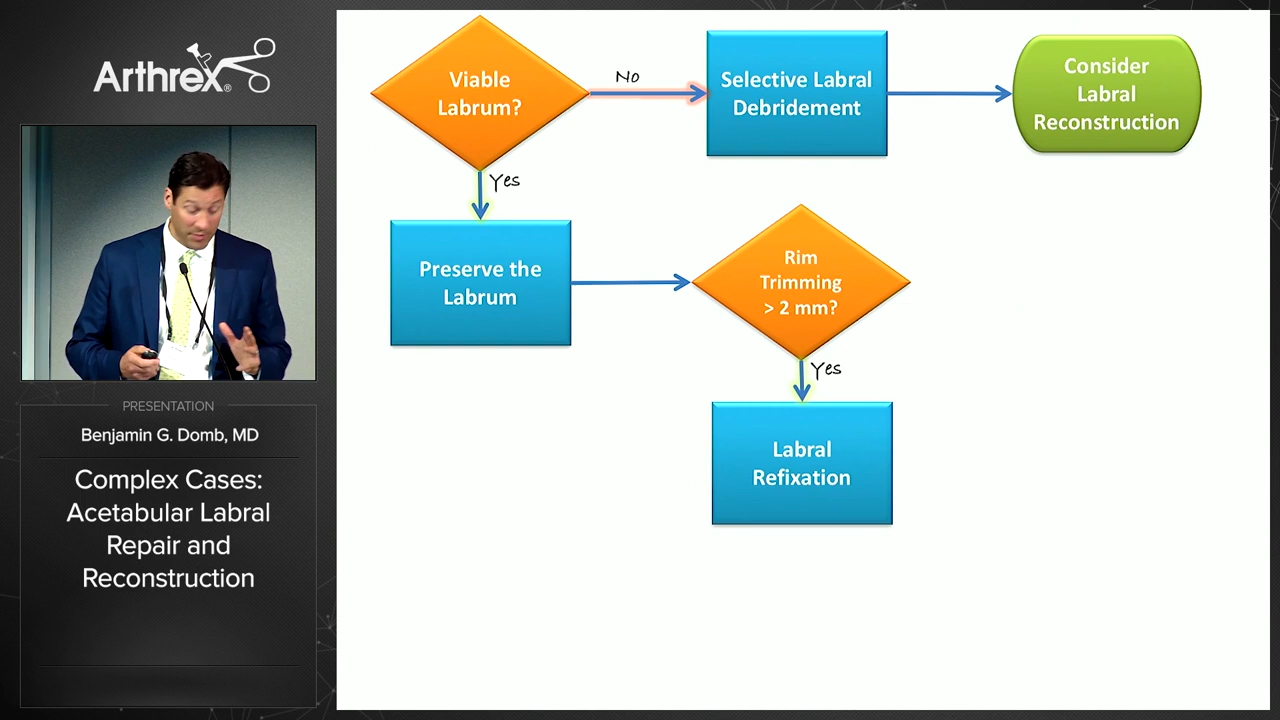 Arthrex®
PRESENTATION
Benjamin G. Domb, MD
Complex Cases:
Acetabular Labral
Repair and
Reconstruction
Viable
Labrum?
No
Selective Labral
Debridement
Consider
Labral
Reconstruction
Yes
Preserve the
Labrum
Rim
Trimming
> 2 mm?
Yes
Labral
Refixation